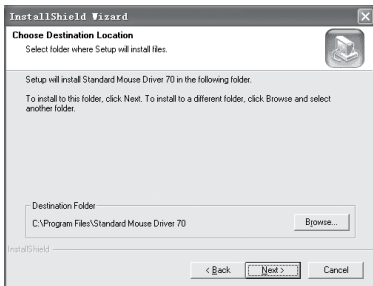 InstallShield Wizard
Choose Destination Location
Select folder where Setup will install files.
Setup will install Standard Mouse Driver 70 in the following folder.
To install to this folder, click Next. To install to a different folder, click Browse and select
another folder.
Destination Folder
C:\Program Files\Standard Mouse Driver 70
Browse...
InstallShield
< Back
Next >
Cancel